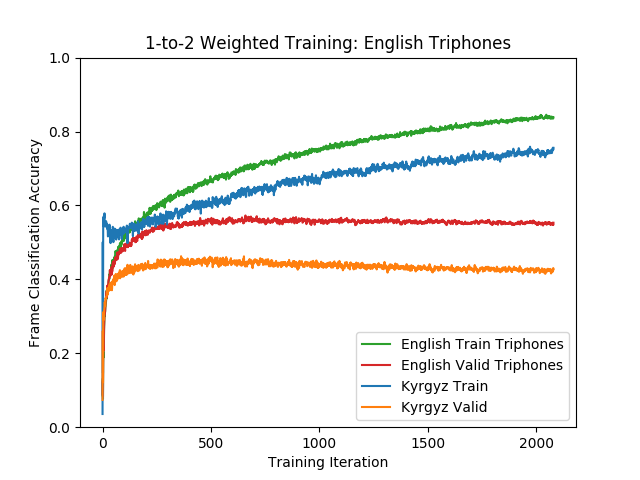 1-to-2 Weighted Training: English Triphones
1.0
0.8
0.6
0.4
0.2
0.0
Frame Classification Accuracy
English Train Triphones
English Valid Triphones
Kyrgyz Train
Kyrgyz Valid
0 500 1000 1500 2000
Training Iteration